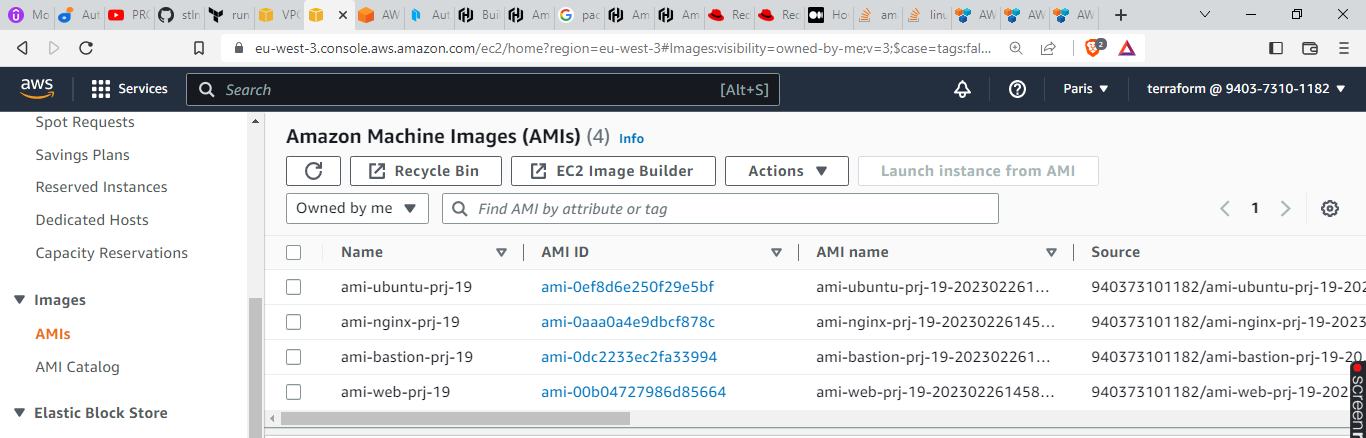 stIn
PRO
Aut
run
VPC
AW
Aut
Buil
Am
pac
Am
Am
Rec
Rec
Ho
am
linu
AW
AW
AW
eu-west-3.console.aws.amazon.com/ec2/home?region=eu-west-3#Images:visibility=owned-by-me;v=3;$case=tags:fal...
2
aws
Services
Search
[Alt+S]
Paris
terraform @ 9403-7310-1182
Spot Requests
Savings Plans
Reserved Instances
Dedicated Hosts
Capacity Reservations
Images
AMIs
AMI Catalog
Elastic Block Store
Amazon Machine Images (AMIs) (4) Info
Recycle Bin
EC2 Image Builder
Actions
Launch instance from AMI
Owned by me
Find AMI by attribute or tag
1
Name AMI ID AMI name Source
ami-ubuntu-prj-19 ami-0ef8d6e250f29e5bf ami-ubuntu-prj-19-202302261... 940373101182/ami-ubuntu-prj-19-202
ami-nginx-prj-19 ami-0aaa0a4e9dbcf878c ami-nginx-prj-19-20230226145... 940373101182/ami-nginx-prj-19-2023
ami-bastion-prj-19 ami-0dc2233ec2fa33994 ami-bastion-prj-19-202302261... 940373101182/ami-bastion-prj-19-20
ami-web-prj-19 ami-00b04727986d85664 ami-web-prj-19-202302261458... 940373101182/ami-web-prj-19-202
screen